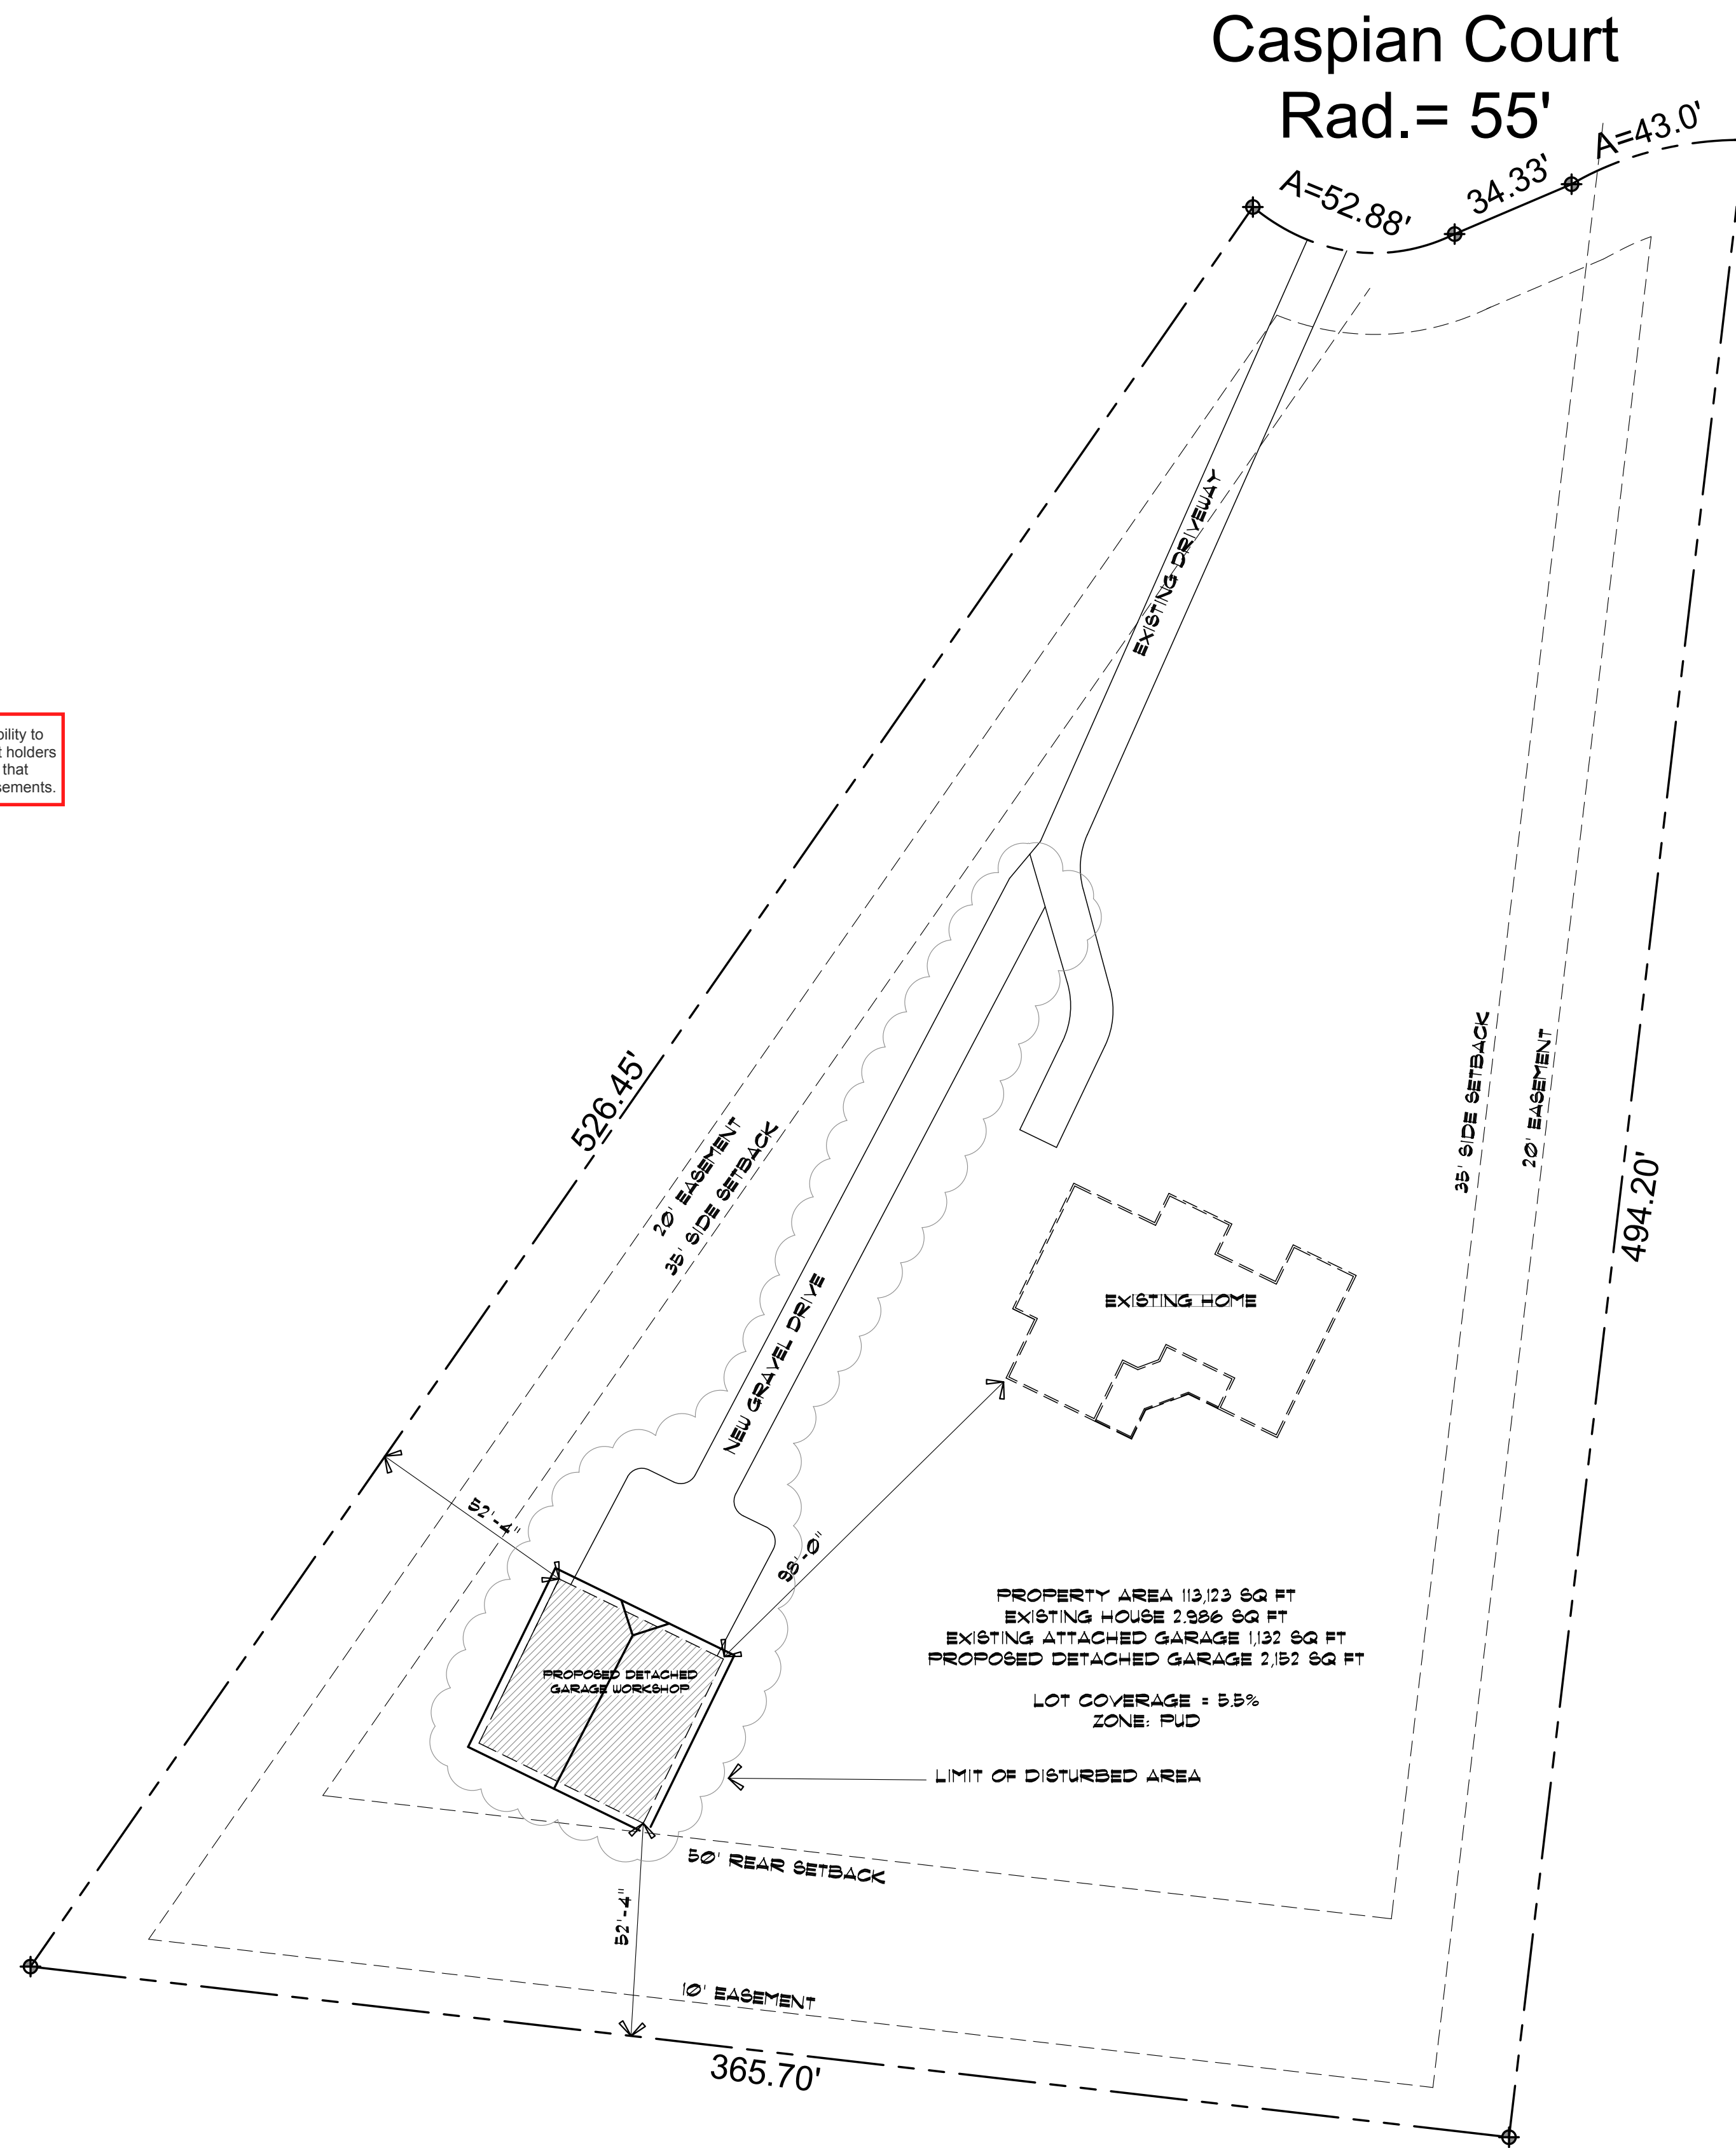 Caspian Court
Rad.= 55'
A=52.88'
34.33'
A=43.0'
EXISTING DRIVEWAY
to
holders
that
526.45'
20' EASEMENT
35' SIDE SETBACK
35' SIDE SETBACK
20' EASEMENT
494.20'
NEW GRAVEL DRIVE
EXISTING HOME
52'-4"
98'-0"
PROPERTY AREA 113,123 SQ FT
EXISTING HOUSE 2.986 SQ FT
EXISTING ATTACHED GARAGE 1,132 SQ FT
PROPOSED DETACHED GARAGE 2,152 SQ FT
LOT COVERAGE = 5.5%
ZONE: PUD
PROPOSED DETACHED
GARAGE WORKSHOP
LIMIT OF DISTURBED AREA
50' REAR SETBACK
52'-4"
10' EASEMENT
365.70'